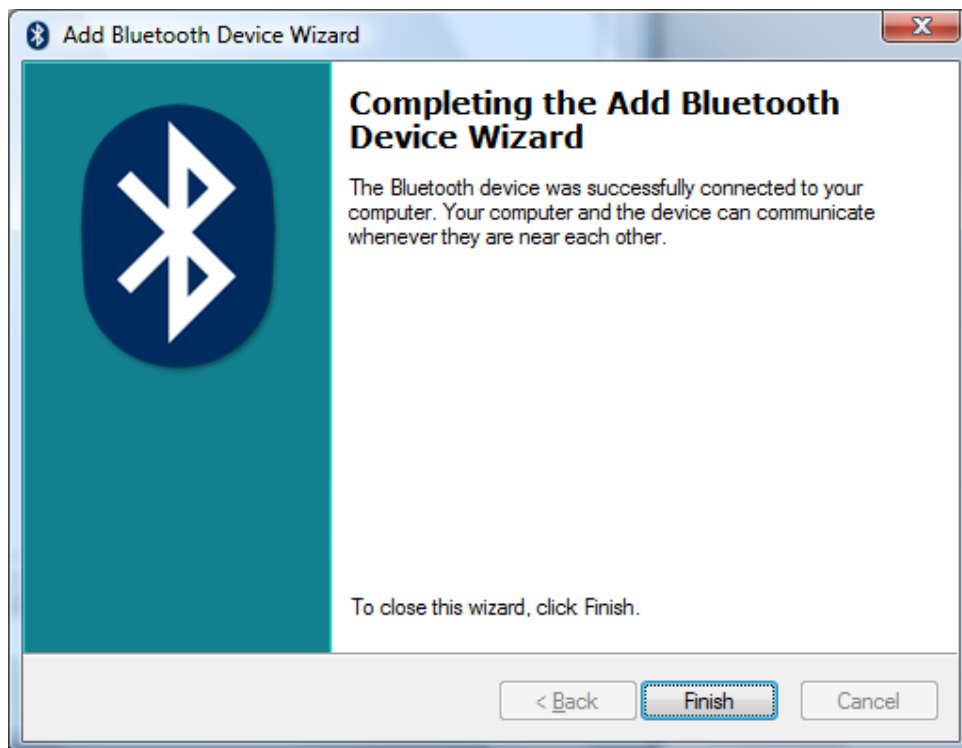 Add Bluetooth Device Wizard
Completing the Add Bluetooth
Device Wizard
The Bluetooth device was successfully connected to your
computer. Your computer and the device can communicate
whenever they are near each other.
To close this wizard, click Finish.
< Back Finish Cancel